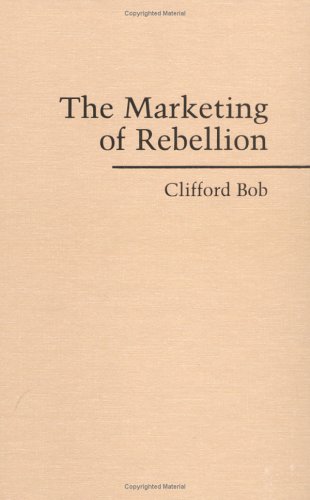 Copyrighted Material
The Marketing
of Rebellion
Clifford Bob
Copyrighted Material